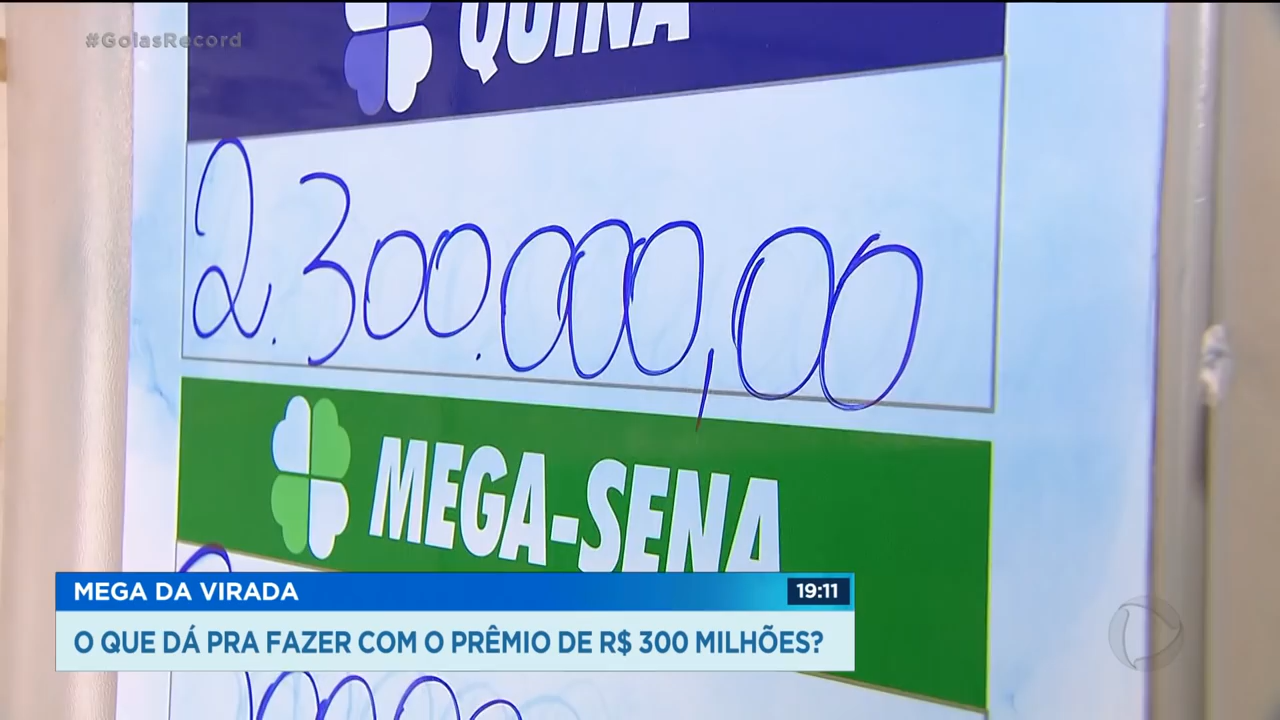 #GoiasRecord
QUINA
2.300.000,00
MEGA-SENA
MEGA DA VIRADA
19:11
O QUE DÁ PRA FAZER COM O PRÊMIO DE R$ 300 MILHÕES?